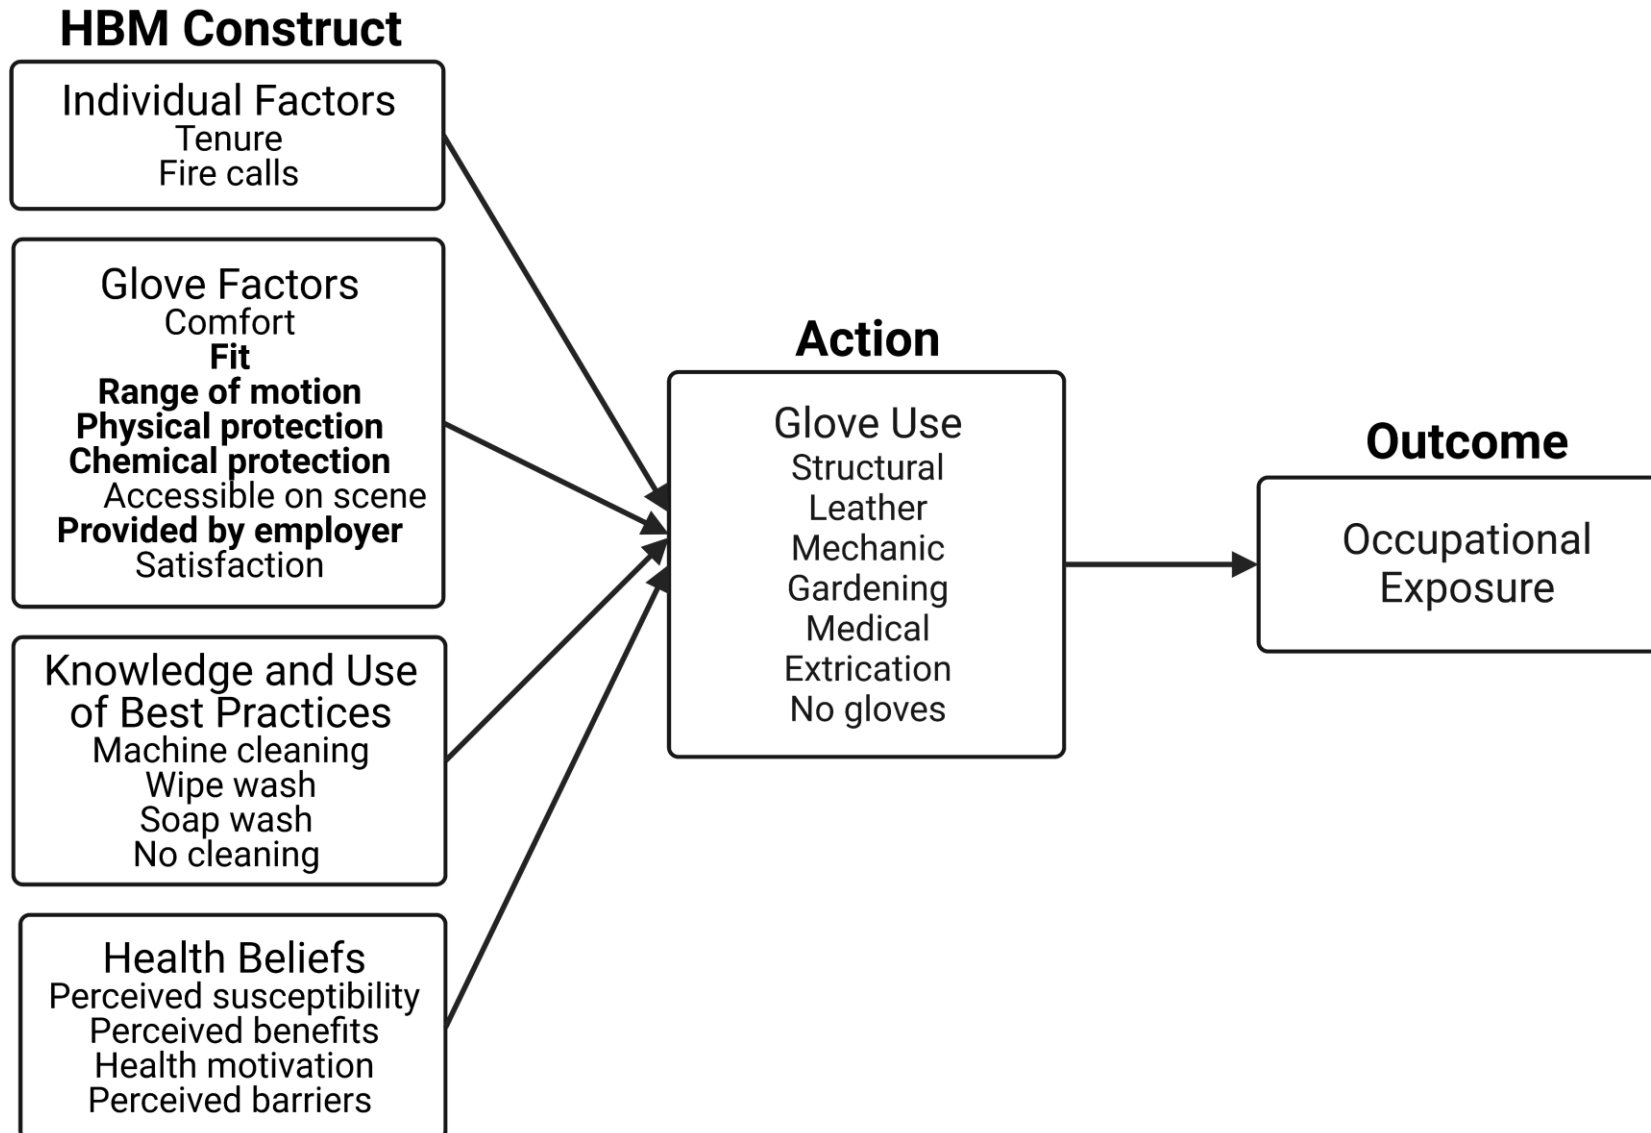 HBM Construct
Individual Factors
Tenure
Fire calls
Glove Factors
Comfort
Fit
Range of motion
Physical protection
Chemical protection
Accessible on scene
Provided by employer
Satisfaction
Knowledge and Use
of Best Practices
Machine cleaning
Wipe wash
Soap wash
No cleaning
Health Beliefs
Perceived susceptibility
Perceived benefits
Health motivation
Perceived barriers
Action
Glove Use
Structural
Leather
Mechanic
Gardening
Medical
Extrication
No gloves
Outcome
Occupational
Exposure